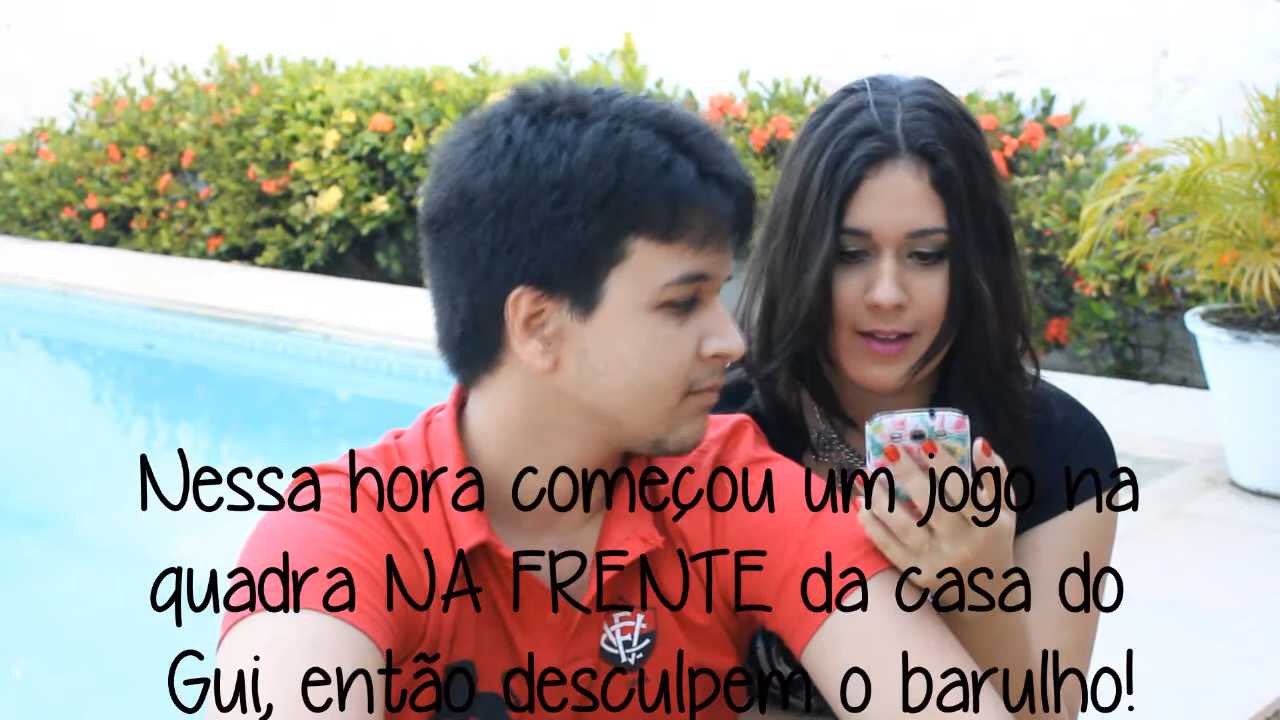 Nessa hora começou um jogo na
quadra NA FRENTE da casa do
Gui, então desculpem o barulho!